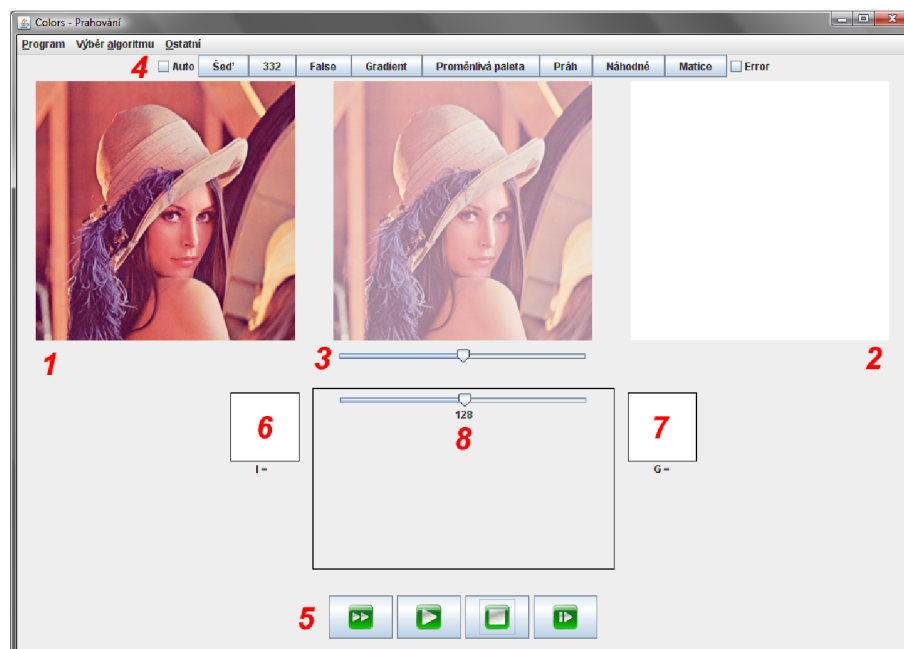 Colors - Prahování
Program Výběr algoritmu Ostatní
4 Auto Šeď 332 False Gradient Proměnlivá paleta Práh Náhodné Matice Error
1 3 2
6 128 7
8
I = G =
5